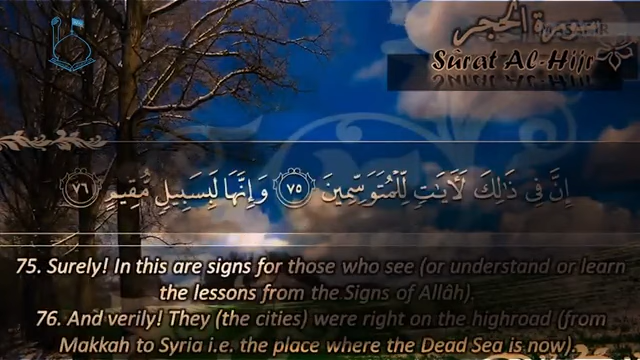 سورة الحجر
Sûrat Al-Hijr
إِنَّ فِي ذَٰلِكَ لَآيَاتٍ لِّلْمُتَوَسِّمِينَ ٧٥ وَإِنَّهَا لَبِسَبِيلٍ مُّقِيمٍ ٧٦
75. Surely! In this are signs for those who see (or understand or learn
the lessons from the Signs of Allâh).
76. And verily! They (the cities) were right on the highroad (from
Makkah to Syria i.e. the place where the Dead Sea is now).